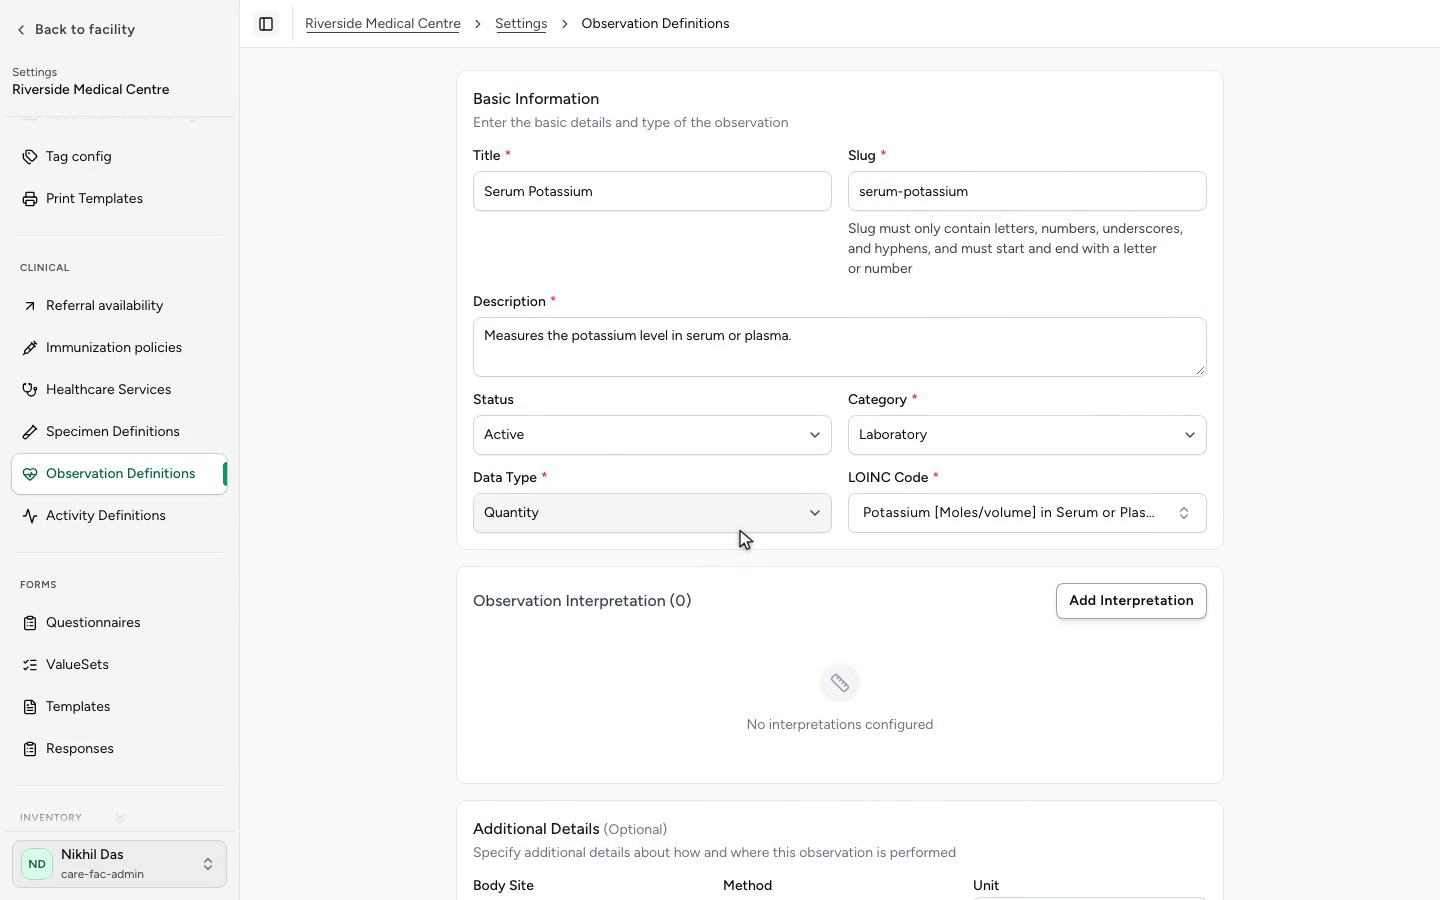 Back to facility
Settings
Riverside Medical Centre
Tag config
Print Templates
CLINICAL
Referral availability
Immunization policies
Healthcare Services
Specimen Definitions
Observation Definitions
Activity Definitions
FORMS
Questionnaires
ValueSets
Templates
Responses
INVENTORY
ND
Nikhil Das
care-fac-admin
Riverside Medical Centre > Settings > Observation Definitions
Basic Information
Enter the basic details and type of the observation
Title * Slug *
Serum Potassium serum-potassium
Slug must only contain letters, numbers, underscores,
and hyphens, and must start and end with a letter
or number
Description *
Measures the potassium level in serum or plasma.
Status Category *
Active Laboratory
Data Type * LOINC Code *
Quantity Potassium [Moles/volume] in Serum or Plas...
Observation Interpretation (0) Add Interpretation
No interpretations configured
Additional Details (Optional)
Specify additional details about how and where this observation is performed
Body Site Method Unit